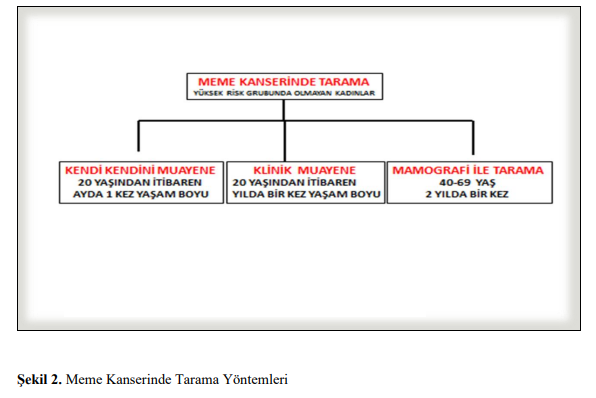 MEME KANSERİNDE TARAMA
YÜKSEK RİSK GRUBUNDA OLMAYAN KADINLAR
KENDİ KENDİNİ MUAYENE
20 YAŞINDAN İTİBAREN
AYDA 1 KEZ YAŞAM BOYU
KLİNİK MUAYENE
20 YAŞINDAN İTİBAREN
YILDA BİR KEZ YAŞAM BOYU
MAMOGRAFİ İLE TARAMA
40-69 YAŞ
2 YILDA BİR KEZ
Şekil 2. Meme Kanserinde Tarama Yöntemleri